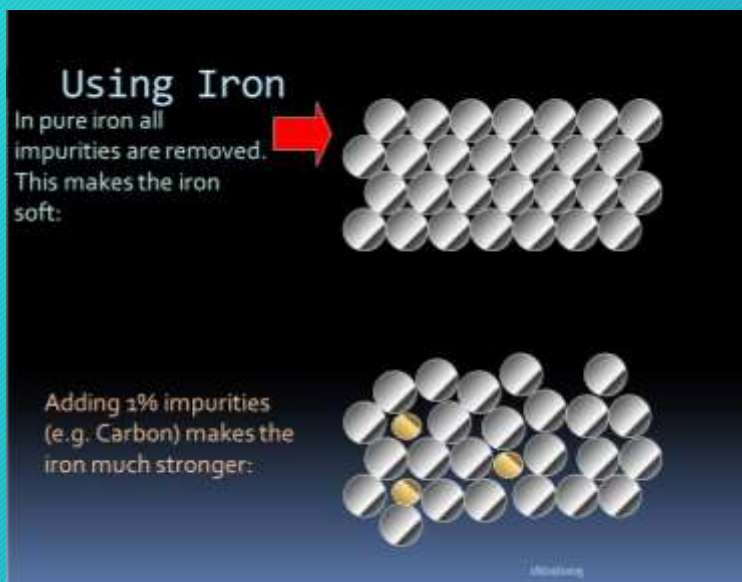 Using Iron
In pure iron all
impurities are removed.
This makes the iron
soft:
Adding 1% impurities
(e.g. Carbon) makes the
iron much stronger: